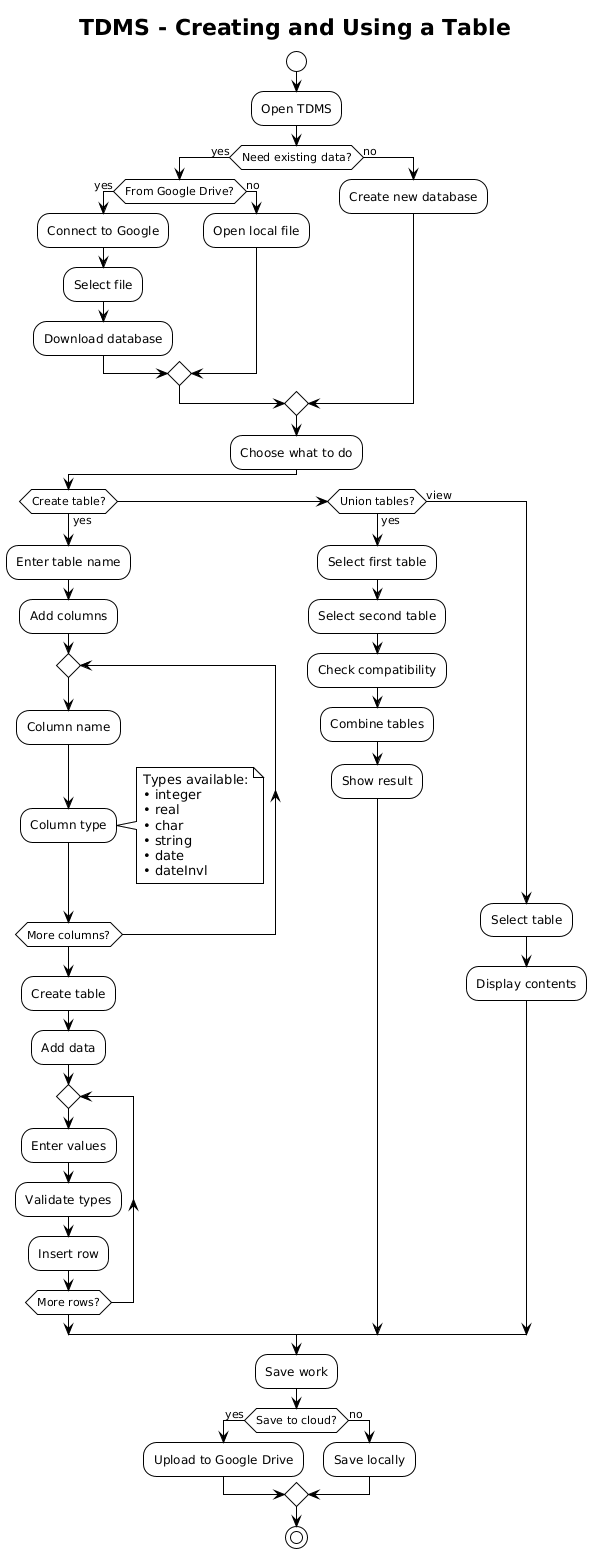 TDMS - Creating and Using a Table
Open TDMS
Need existing data?
yes
no
From Google Drive?
yes
no
Connect to Google
Select file
Download database
Open local file
Create new database
Choose what to do
Create table?
yes
Enter table name
Add columns
Column name
Column type
Types available:
• integer
• real
• char
• string
• date
• dateInvl
More columns?
Create table
Add data
Enter values
Validate types
Insert row
More rows?
Union tables?
yes
view
Select first table
Select second table
Check compatibility
Combine tables
Show result
Select table
Display contents
Save work
Save to cloud?
yes
no
Upload to Google Drive
Save locally